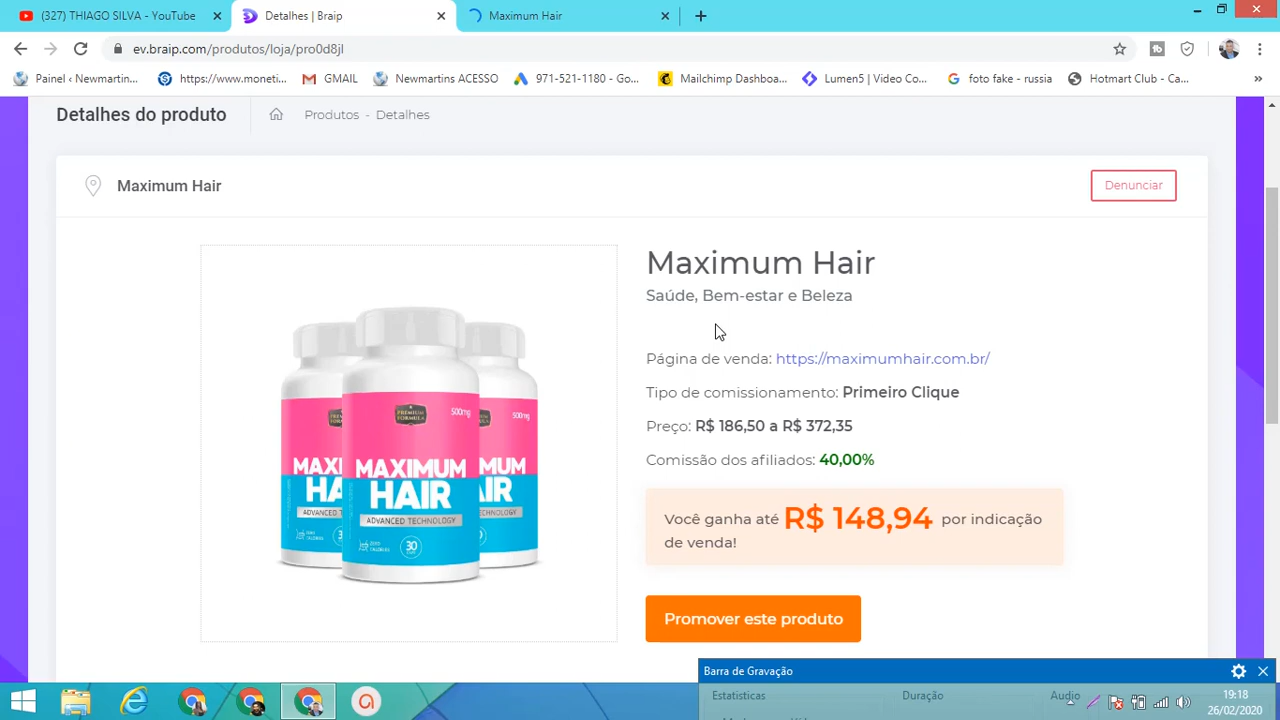 (327) THIAGO SILVA - YouTube
Detalhes | Braip
Maximum Hair
ev.braip.com/produtos/loja/pro0d8jl
Painel ‹ Newmartin...
https://www.moneti...
GMAIL
Newmartins ACESSO
971-521-1180 - Go...
Mailchimp Dashboa...
Lumen5 | Video Co...
foto fake - russia
Hotmart Club - Ca...
»
Detalhes do produto
Produtos - Detalhes
Maximum Hair
Denunciar
Maximum Hair
Saúde, Bem-estar e Beleza
Página de venda: https://maximumhair.com.br/
Tipo de comissionamento: Primeiro Clique
Preço: R$ 186,50 a R$ 372,35
Comissão dos afiliados: 40,00%
Você ganha até R$ 148,94 por indicação
de venda!
Promover este produto
PREMIUM
FORMULA
500mg
500mg
MAXIMUM
HAIR
ADVANCED TECHNOLOGY
30
Barra de Gravação
Estatísticas
Duração
Audio
19:18
26/02/2020